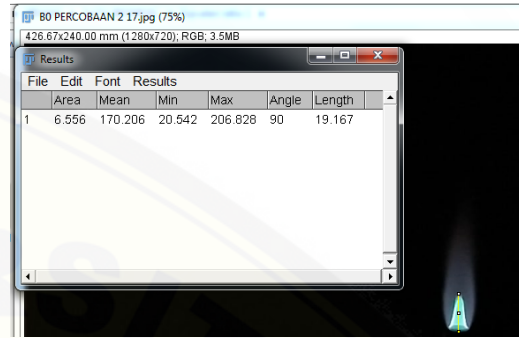 B0 PERCOBAAN 2 17.jpg (75%)
426.67x240.00 mm (1280x720); RGB; 3.5MB
Results
File Edit Font Results
Area Mean Min Max Angle Length
1 6.556 170.206 20.542 206.828 90 19.167